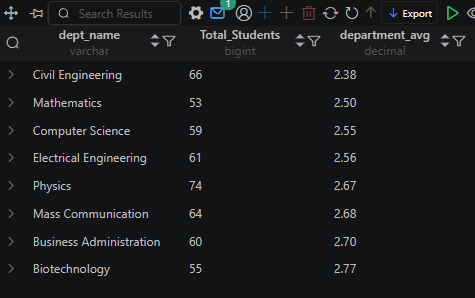 Search Results
1
Export
dept_name Total_Students department_avg
varchar bigint decimal
Civil Engineering 66 2.38
Mathematics 53 2.50
Computer Science 59 2.55
Electrical Engineering 61 2.56
Physics 74 2.67
Mass Communication 64 2.68
Business Administration 60 2.70
Biotechnology 55 2.77